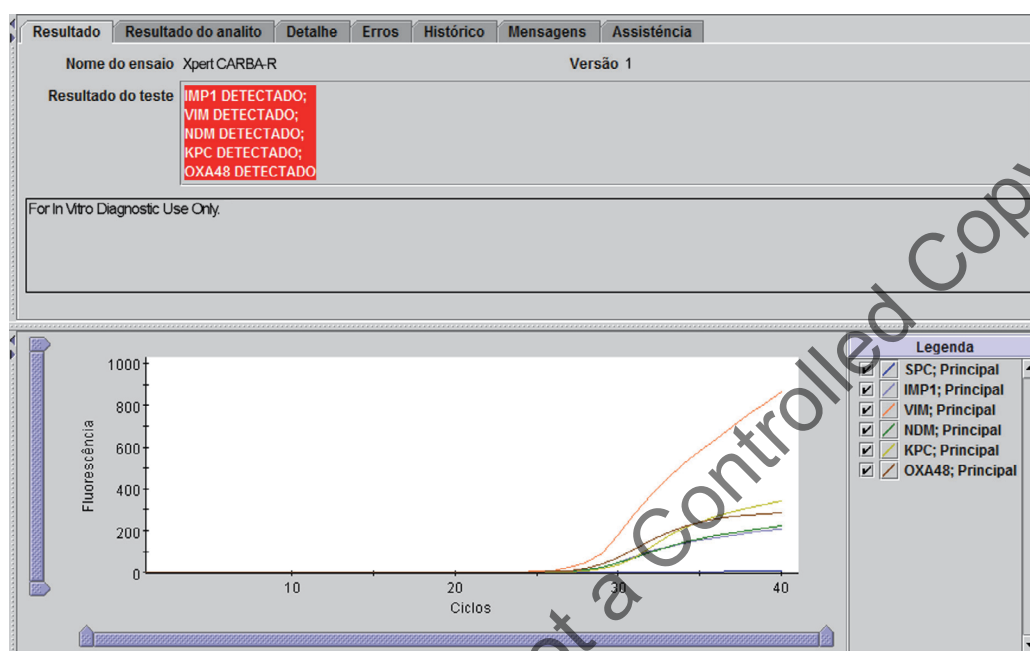 Resultado Resultado do analito Detalhe Erros Histórico Mensagens Assisténcia
Nome do ensaio Xpert CARBA-R Versão 1
Resultado do teste IMP1 DETECTADO;
VIM DETECTADO;
NDM DETECTADO;
KPC DETECTADO;
OXA48 DETECTADO
For In Vitro Diagnostic Use Only.
Legenda
SPC; Principal
IMP1; Principal
VIM; Principal
NDM; Principal
KPC; Principal
OXA48; Principal
Fluorescência
1000
800
600
400
200
0
10 20 30 40
Ciclos
ot a Controlled Copy